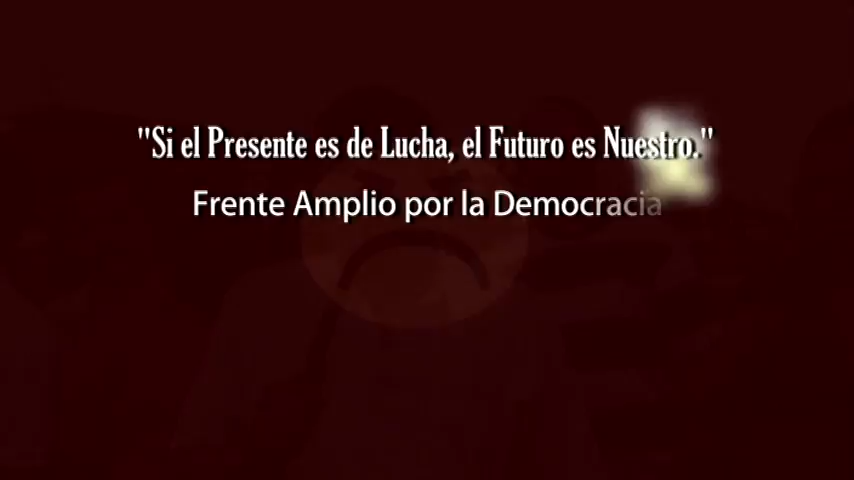 "Si el Presente es de Lucha, el Futuro es Nuestro."
Frente Amplio por la Democracia